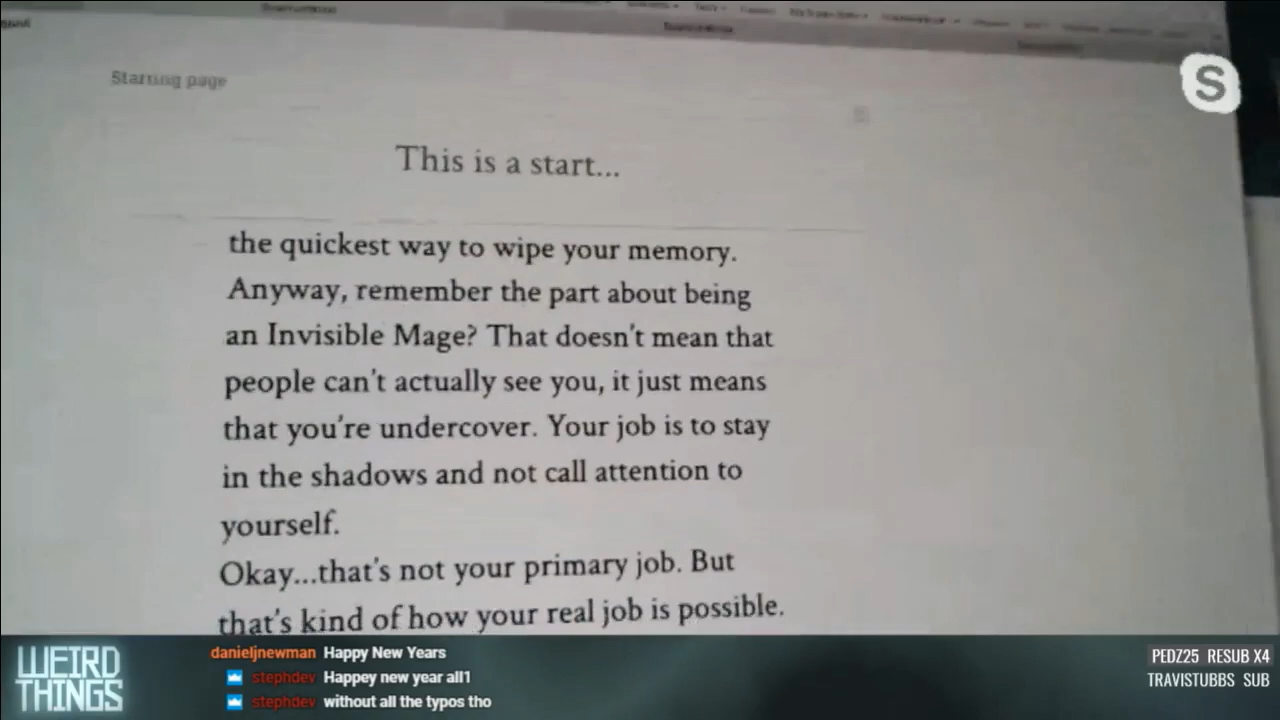 Starting page
S
This is a start...
the quickest way to wipe your memory.
Anyway, remember the part about being
an Invisible Mage? That doesn't mean that
people can't actually see you, it just means
that you're undercover. Your job is to stay
in the shadows and not call attention to
yourself.
Okay...that's not your primary job. But
that's kind of how your real job is possible.
WEIRD
THINGS
danieljnewman Happy New Years
stephdev Happey new year all1
stephdev without all the typos tho
PEDZ25 RESUB X4
TRAVISTUBBS SUB